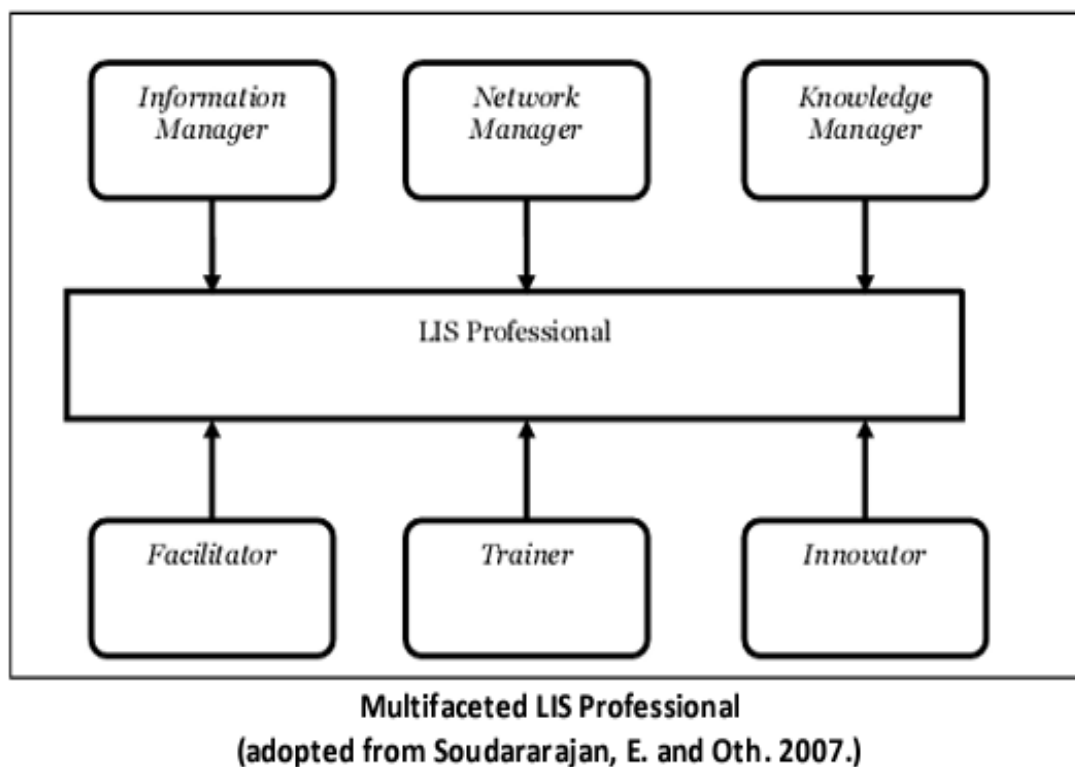 Information
Manager
Network
Manager
Knowledge
Manager
LIS Professional
Facilitator
Trainer
Innovator
Multifaceted LIS Professional
(adopted from Soudararajan, E. and Oth. 2007.)